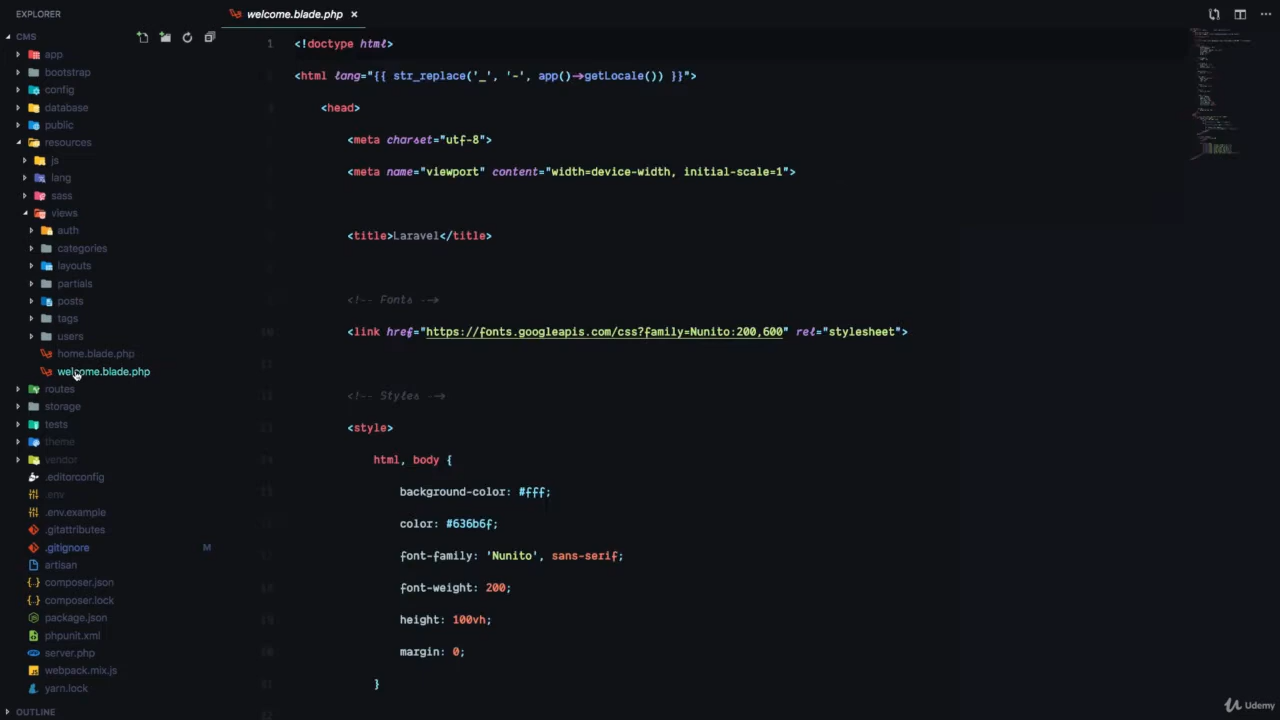 EXPLORER
CMS
app
bootstrap
config
database
public
resources
js
lang
sass
views
auth
categories
layouts
partials
posts
tags
users
home.blade.php
welcome.blade.php
routes
storage
tests
theme
vendor
.editorconfig
.env
.env.example
.gitattributes
.gitignore M
artisan
composer.json
composer.lock
package.json
phpunit.xml
server.php
webpack.mix.js
yarn.lock
OUTLINE
welcome.blade.php ×
1 <!doctype html>
<html lang="{{ str_replace('_', '-', app()->getLocale()) }}">
<head>
<meta charset="utf-8">
<meta name="viewport" content="width=device-width, initial-scale=1">
<title>Laravel</title>
<!-- Fonts -->
10 <link href="https://fonts.googleapis.com/css?family=Nunito:200,600" rel="stylesheet">
<!-- Styles -->
<style>
html, body {
background-color: #fff;
color: #636b6f;
font-family: 'Nunito', sans-serif;
font-weight: 200;
height: 100vh;
margin: 0;
}
Udemy